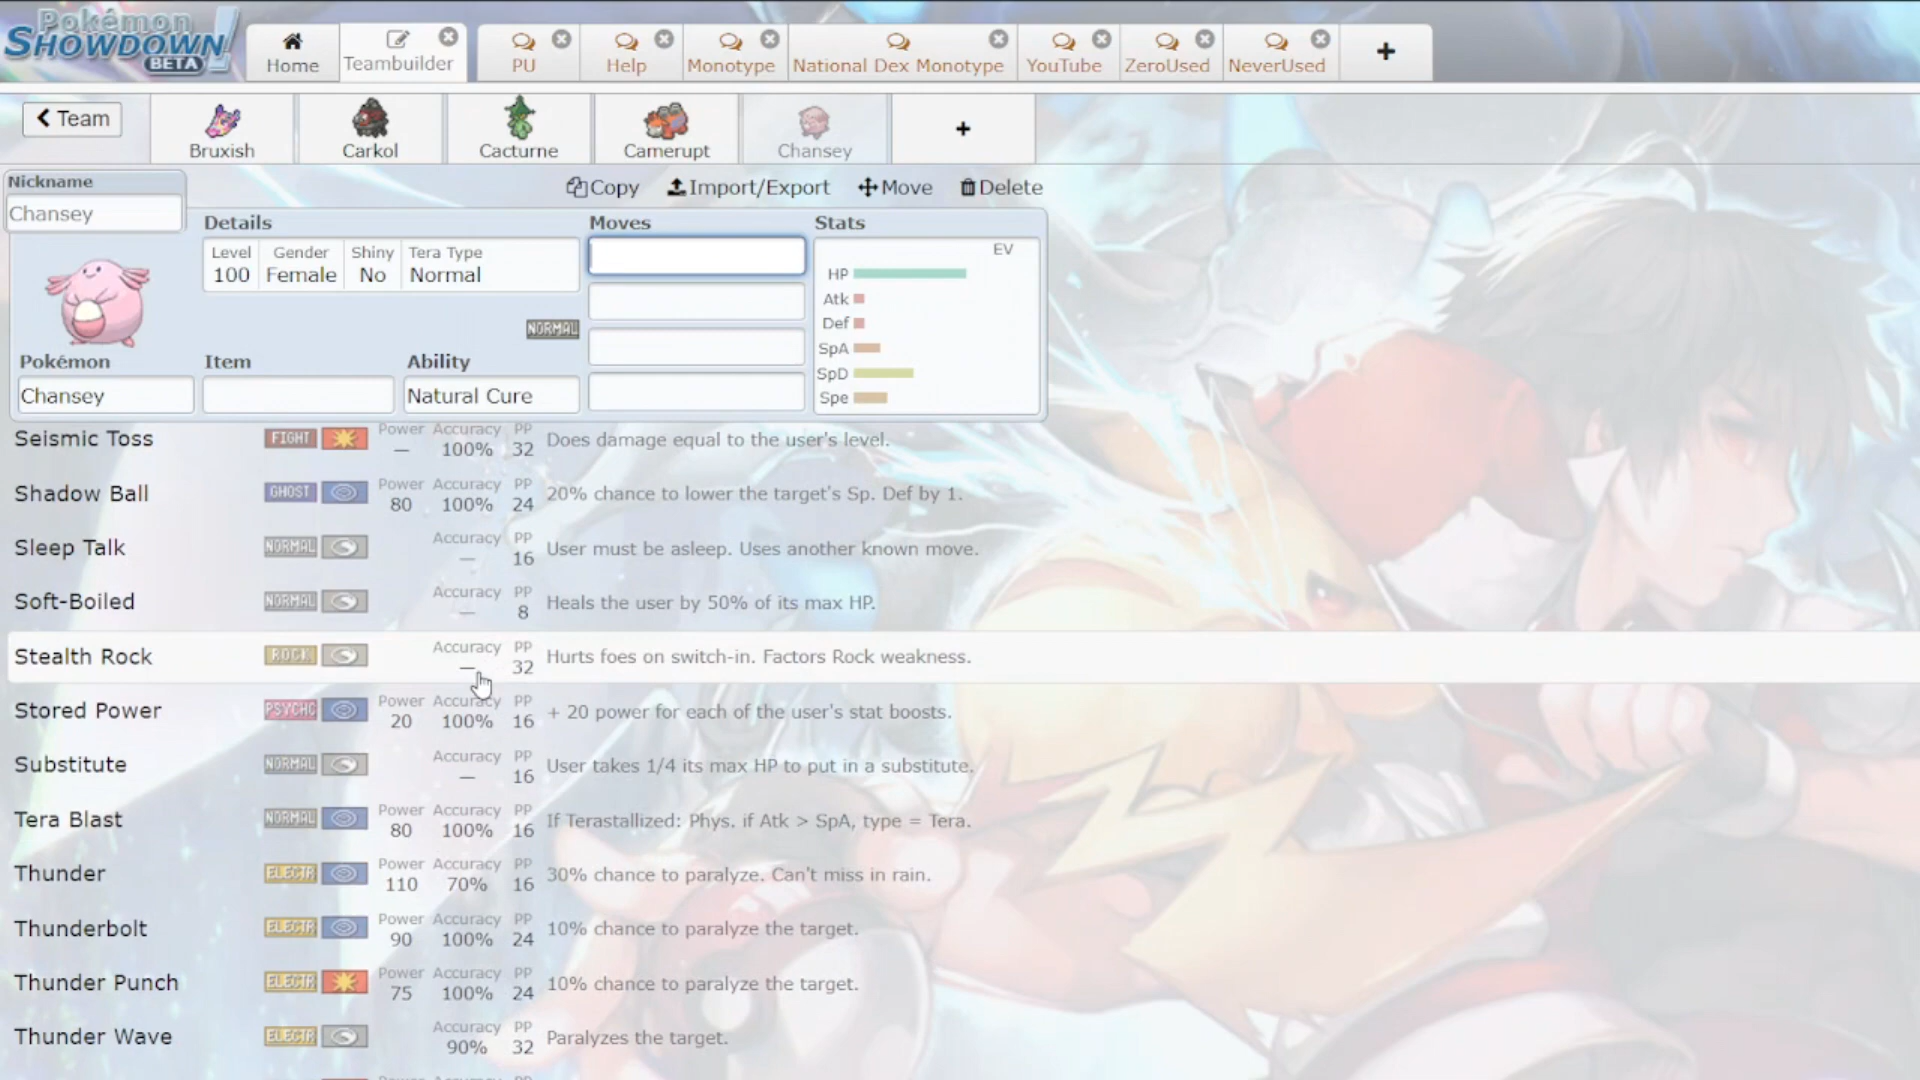 Pokémon
SHOWDOWN!
BETA
Home
Teambuilder
PU
Help
Monotype
National Dex Monotype
YouTube
ZeroUsed
NeverUsed
+
Team
Bruxish
Carkol
Cacturne
Camerupt
Chansey
+
Nickname
Chansey
Copy Import/Export Move Delete
Details
Level Gender Shiny Tera Type
100 Female No Normal
NORMAL
Pokémon Item Ability
Chansey Natural Cure
Moves
Stats
EV
HP
Atk
Def
SpA
SpD
Spe
Seismic Toss FIGHT Power — Accuracy 100% PP 32 Does damage equal to the user's level.
Shadow Ball GHOST Power 80 Accuracy 100% PP 24 20% chance to lower the target's Sp. Def by 1.
Sleep Talk NORMAL Accuracy — PP 16 User must be asleep. Uses another known move.
Soft-Boiled NORMAL Accuracy — PP 8 Heals the user by 50% of its max HP.
Stealth Rock ROCK Accuracy — PP 32 Hurts foes on switch-in. Factors Rock weakness.
Stored Power PSYCHC Power 20 Accuracy 100% PP 16 + 20 power for each of the user's stat boosts.
Substitute NORMAL Accuracy — PP 16 User takes 1/4 its max HP to put in a substitute.
Tera Blast NORMAL Power 80 Accuracy 100% PP 16 If Terastallized: Phys. if Atk > SpA, type = Tera.
Thunder ELECTR Power 110 Accuracy 70% PP 16 30% chance to paralyze. Can't miss in rain.
Thunderbolt ELECTR Power 90 Accuracy 100% PP 24 10% chance to paralyze the target.
Thunder Punch ELECTR Power 75 Accuracy 100% PP 24 10% chance to paralyze the target.
Thunder Wave ELECTR Accuracy 90% PP 32 Paralyzes the target.